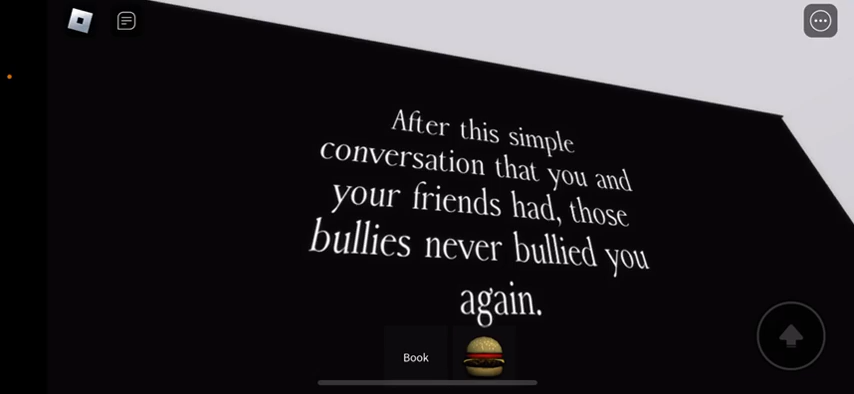 After this simple
conversation that you and
your friends had, those
bullies never bullied you
again.
Book